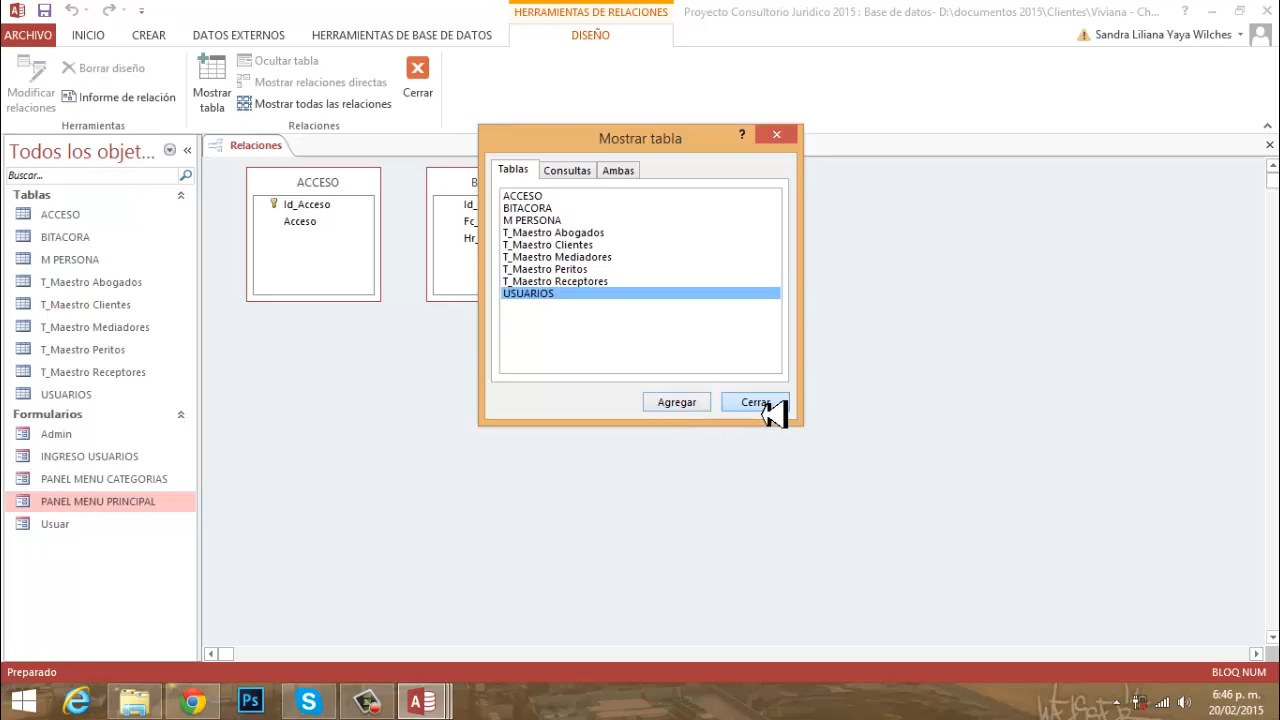 HERRAMIENTAS DE RELACIONES
Proyecto Consultorio Juridico 2015 : Base de datos- D:\documentos 2015\Clientes\Viviana - Ch...
ARCHIVO INICIO CREAR DATOS EXTERNOS HERRAMIENTAS DE BASE DE DATOS DISEÑO
Sandra Liliana Yaya Wilches
Modificar relaciones
Borrar diseño
Informe de relación
Herramientas
Mostrar tabla
Ocultar tabla
Mostrar relaciones directas
Mostrar todas las relaciones
Cerrar
Relaciones
Todos los objet...
Buscar...
Tablas
ACCESO
BITACORA
M PERSONA
T_Maestro Abogados
T_Maestro Clientes
T_Maestro Mediadores
T_Maestro Peritos
T_Maestro Receptores
USUARIOS
Formularios
Admin
INGRESO USUARIOS
PANEL MENU CATEGORIAS
PANEL MENU PRINCIPAL
Usuar
Relaciones
ACCESO
Id_Acceso
Acceso
B
Id_
Fc_
Hr_
Mostrar tabla
Tablas Consultas Ambas
ACCESO
BITACORA
M PERSONA
T_Maestro Abogados
T_Maestro Clientes
T_Maestro Mediadores
T_Maestro Peritos
T_Maestro Receptores
USUARIOS
Agregar Cerrar
Preparado
BLOQ NUM
6:46 p. m.
20/02/2015